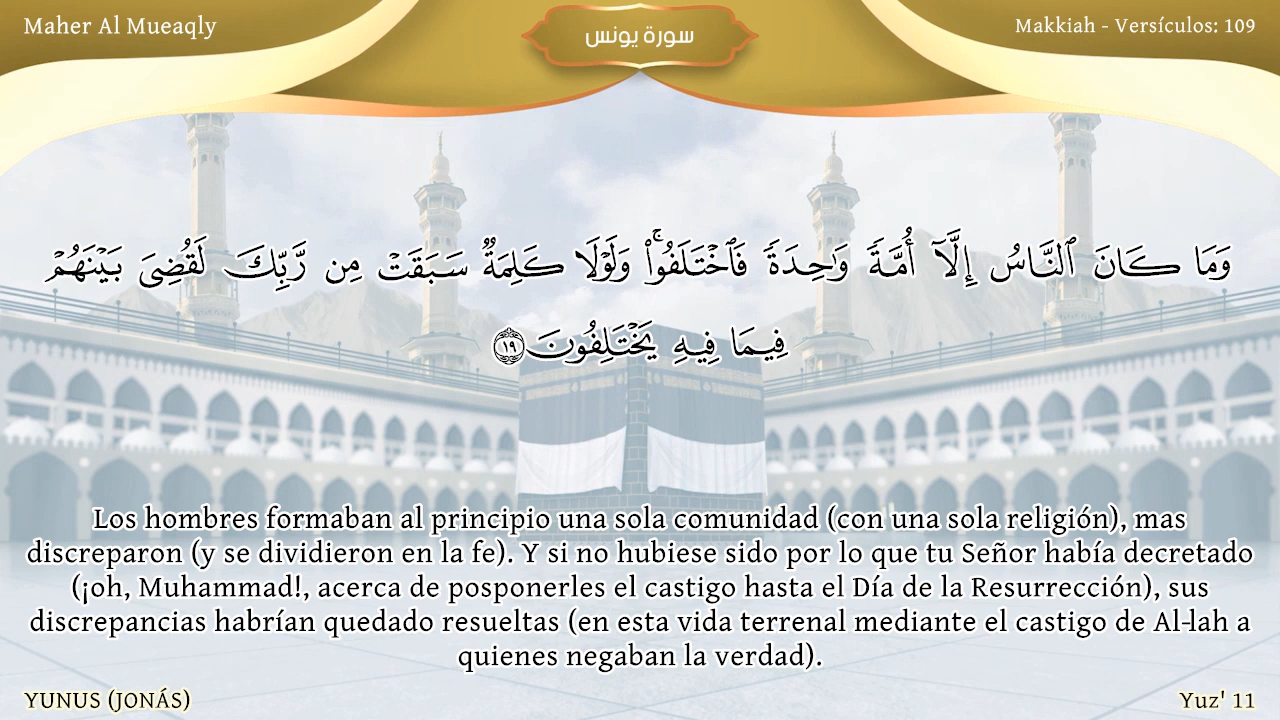 Maher Al Mueaqly
سورة يونس
Makkiah - Versículos: 109
وَمَا كَانَ ٱلنَّاسُ إِلَّآ أُمَّةً وَٰحِدَةً فَٱخْتَلَفُوا۟ ۚ وَلَوْلَا كَلِمَةٌ سَبَقَتْ مِن رَّبِّكَ لَقُضِىَ بَيْنَهُمْ
فِيمَا فِيهِ يَخْتَلِفُونَ ١٩
Los hombres formaban al principio una sola comunidad (con una sola religión), mas
discreparon (y se dividieron en la fe). Y si no hubiese sido por lo que tu Señor había decretado
(¡oh, Muhammad!, acerca de posponerles el castigo hasta el Día de la Resurrección), sus
discrepancias habrían quedado resueltas (en esta vida terrenal mediante el castigo de Al-lah a
quienes negaban la verdad).
YUNUS (JONÁS)
Yuz' 11